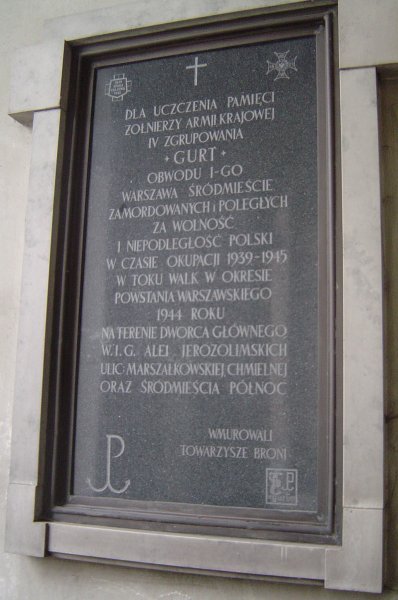 DLA UCZCZENIA PAMIĘCI
ŻOŁNIERZY ARMII KRAJOWEJ
IV ZGRUPOWANIA
"GURT"
OBWODU I-GO
WARSZAWA ŚRÓDMIEŚCIE
ZAMORDOWANYCH i POLEGŁYCH
ZA WOLNOŚĆ
I NIEPODLEGŁOŚĆ POLSKI
W CZASIE OKUPACJI 1939-1945
W TOKU WALK W OKRESIE
POWSTANIA WARSZAWSKIEGO
1944 ROKU
NA TERENIE DWORCA GŁÓWNEGO
W.I.G. ALEI JEROZOLIMSKICH
ULIC: MARSZAŁKOWSKIEJ CHMIELNEJ
ORAZ ŚRÓDMIEŚCIA PÓŁNOC
WMUROWALI
TOWARZYSZE BRONI